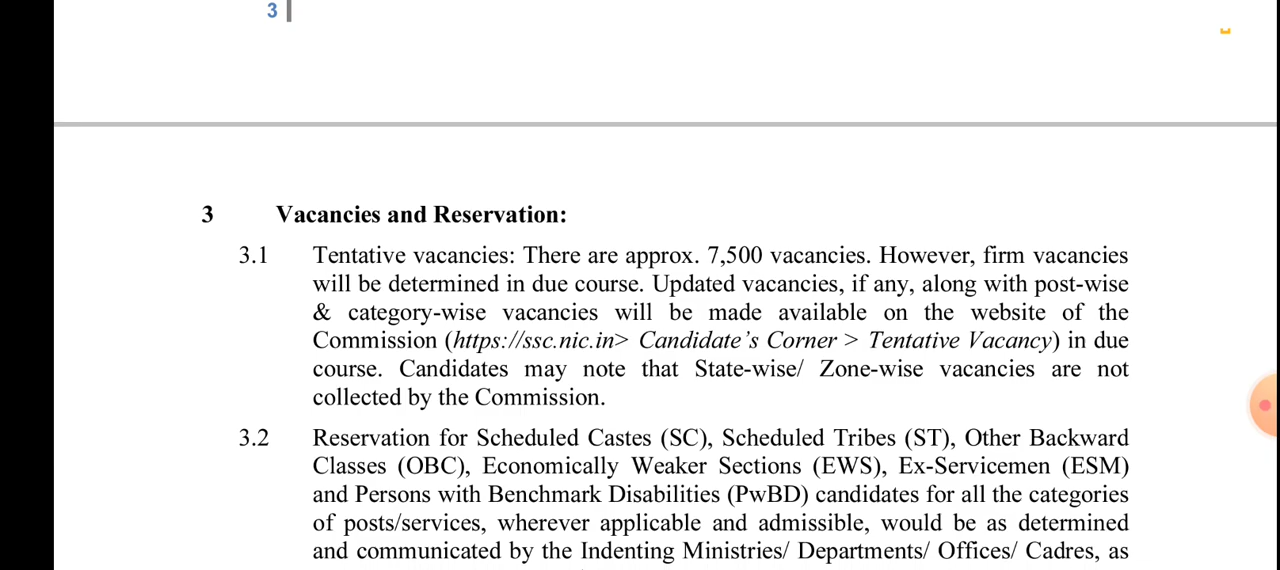 3 |
3 Vacancies and Reservation:
3.1 Tentative vacancies: There are approx. 7,500 vacancies. However, firm vacancies
will be determined in due course. Updated vacancies, if any, along with post-wise
& category-wise vacancies will be made available on the website of the
Commission (https://ssc.nic.in> Candidate's Corner > Tentative Vacancy) in due
course. Candidates may note that State-wise/ Zone-wise vacancies are not
collected by the Commission.
3.2 Reservation for Scheduled Castes (SC), Scheduled Tribes (ST), Other Backward
Classes (OBC), Economically Weaker Sections (EWS), Ex-Servicemen (ESM)
and Persons with Benchmark Disabilities (PwBD) candidates for all the categories
of posts/services, wherever applicable and admissible, would be as determined
and communicated by the Indenting Ministries/ Departments/ Offices/ Cadres, as